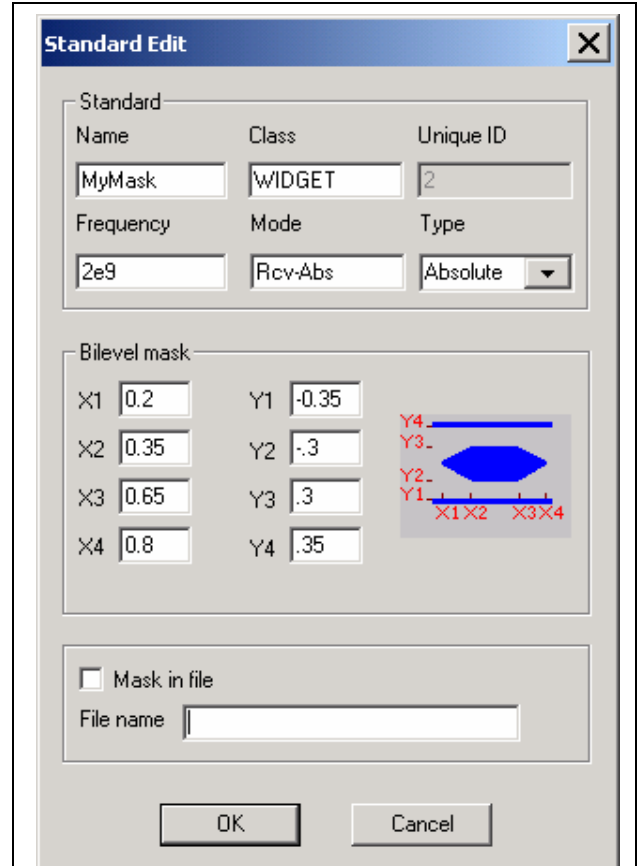 Standard Edit
Standard
Name Class Unique ID
MyMask WIDGET 2
Frequency Mode Type
2e9 Rcv-Abs Absolute
Bilevel mask
X1 0.2 Y1 -0.35
X2 0.35 Y2 -.3
X3 0.65 Y3 .3
X4 0.8 Y4 .35
Y4
Y3
Y2
Y1
X1 X2 X3 X4
Mask in file
File name
OK Cancel